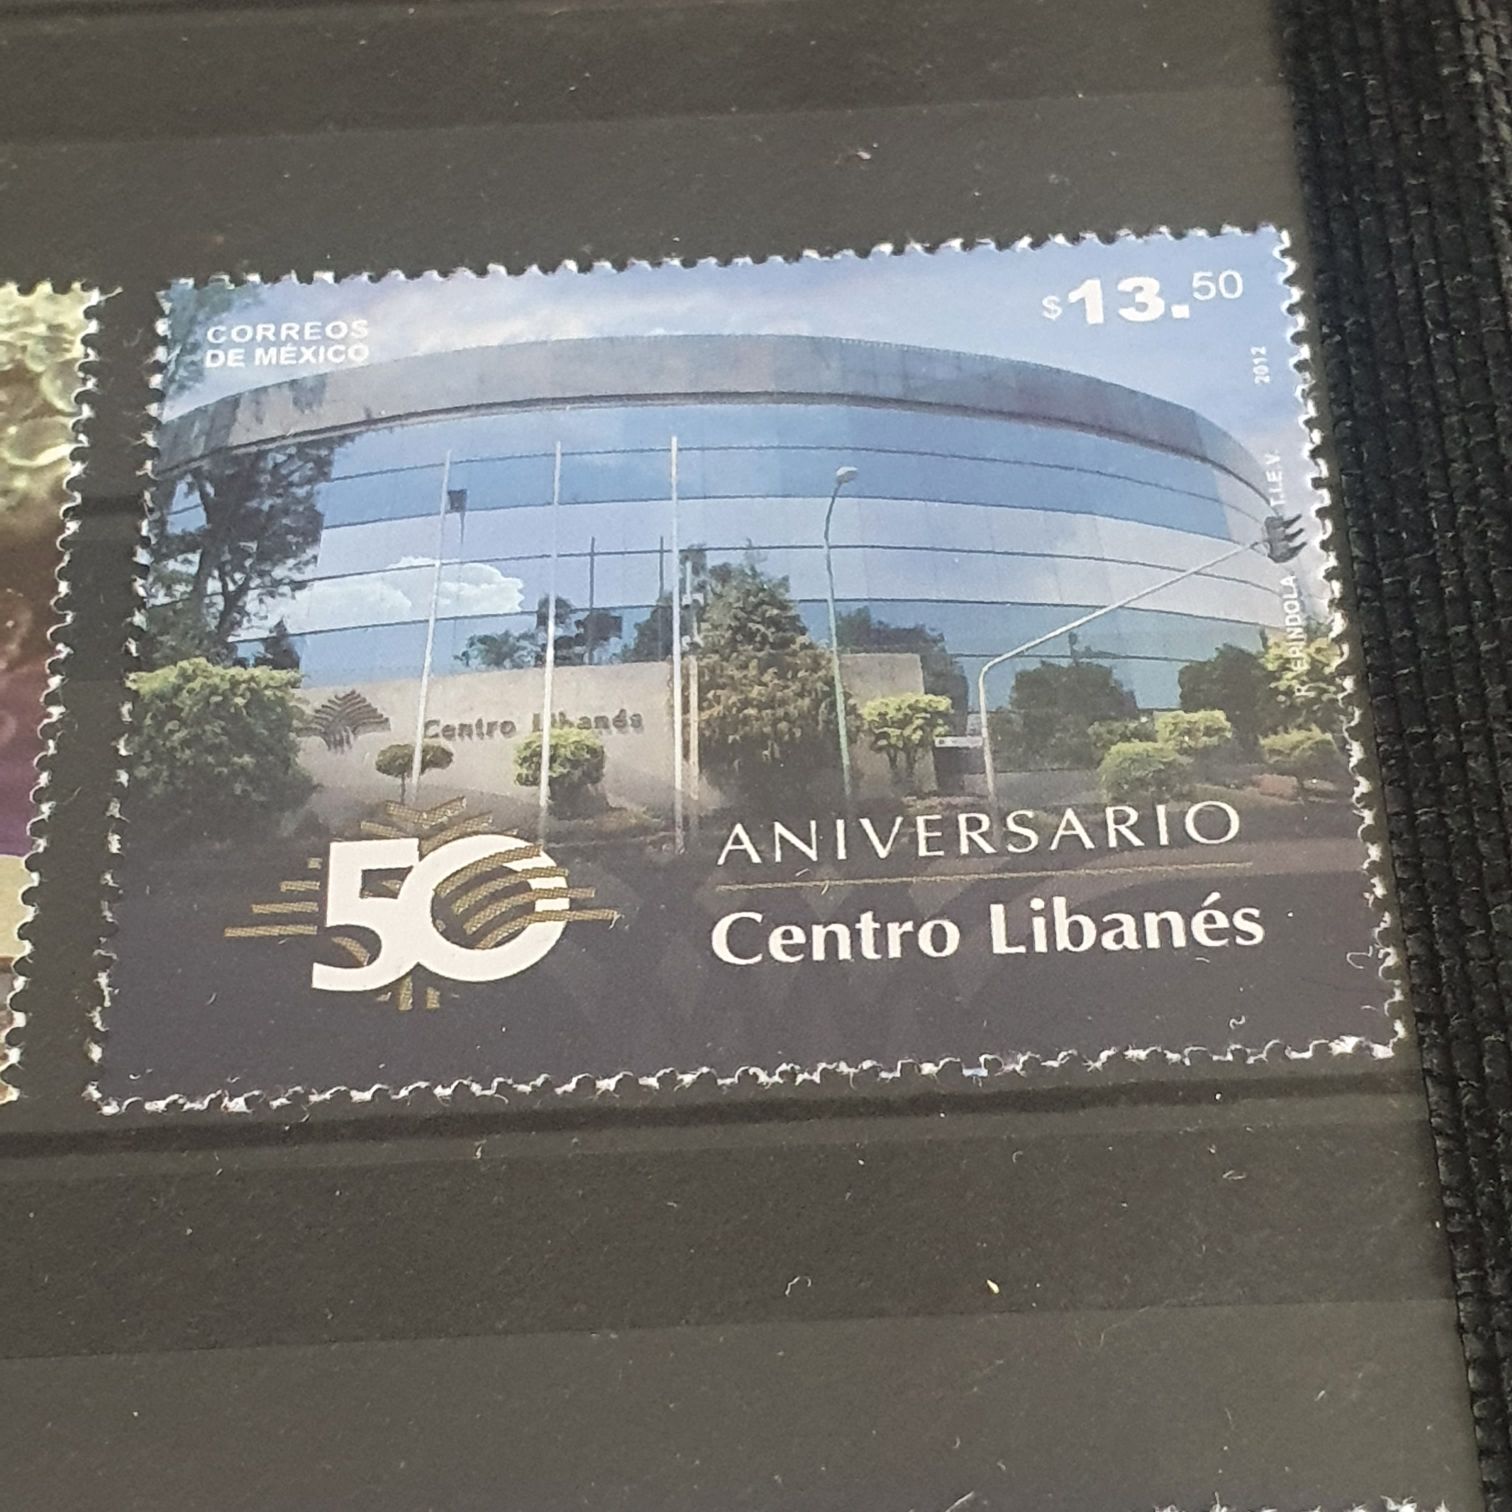 CORREOS
DE MÉXICO
$13.50
2012
T.I.E.V.
Centro Libanés
50
ANIVERSARIO
Centro Libanés